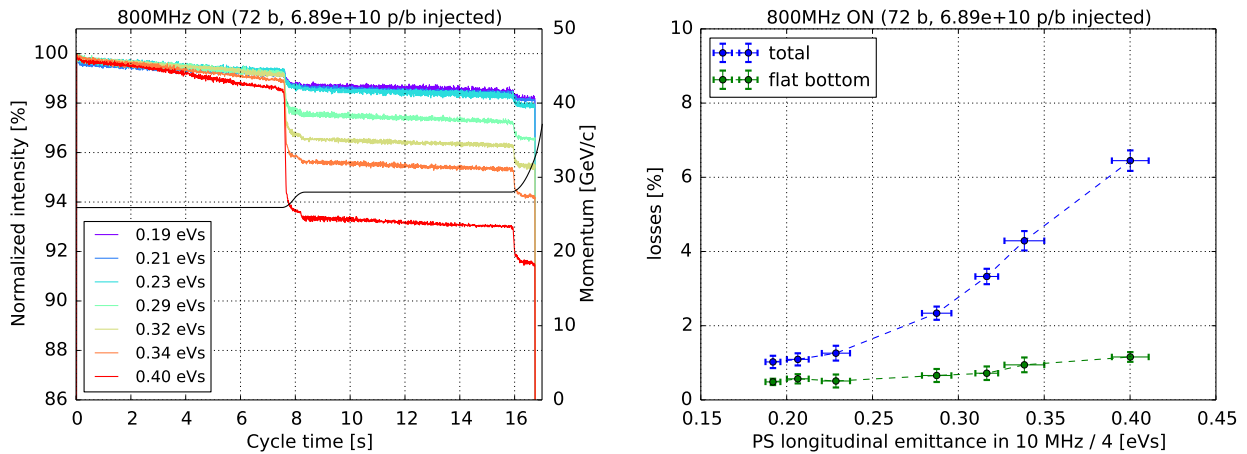 800MHz ON (72 b, 6.89e+10 p/b injected)
100
98
96
94
92
90
88
86
Normalized intensity [%]
0.19 eVs
0.21 eVs
0.23 eVs
0.29 eVs
0.32 eVs
0.34 eVs
0.40 eVs
50
40
30
20
10
0
Momentum [GeV/c]
0 2 4 6 8 10 12 14 16
Cycle time [s]
800MHz ON (72 b, 6.89e+10 p/b injected)
total
flat bottom
10
8
6
4
2
0
losses [%]
0.15 0.20 0.25 0.30 0.35 0.40 0.45
PS longitudinal emittance in 10 MHz / 4 [eVs]